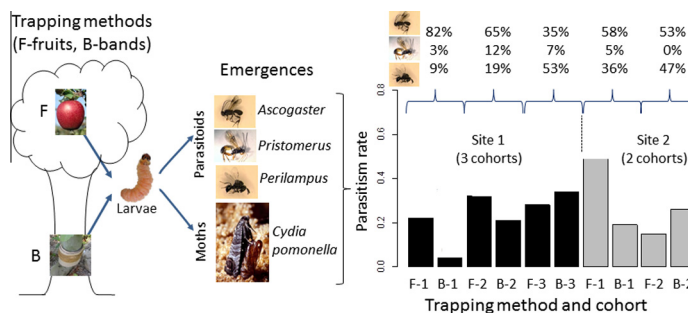 Trapping methods
(F-fruits, B-bands)
F
B
Larvae
Emergences
Parasitoids
Ascogaster
Pristomerus
Perilampus
Moths
Cydia
pomonella
82% 65% 35% 58% 53%
3% 12% 7% 5% 0%
9% 19% 53% 36% 47%
Site 1
(3 cohorts)
Site 2
(2 cohorts)
Parasitism rate
0.8
0.6
0.4
0.2
0.0
F-1 B-1 F-2 B-2 F-3 B-3 F-1 B-1 F-2 B-2
Trapping method and cohort